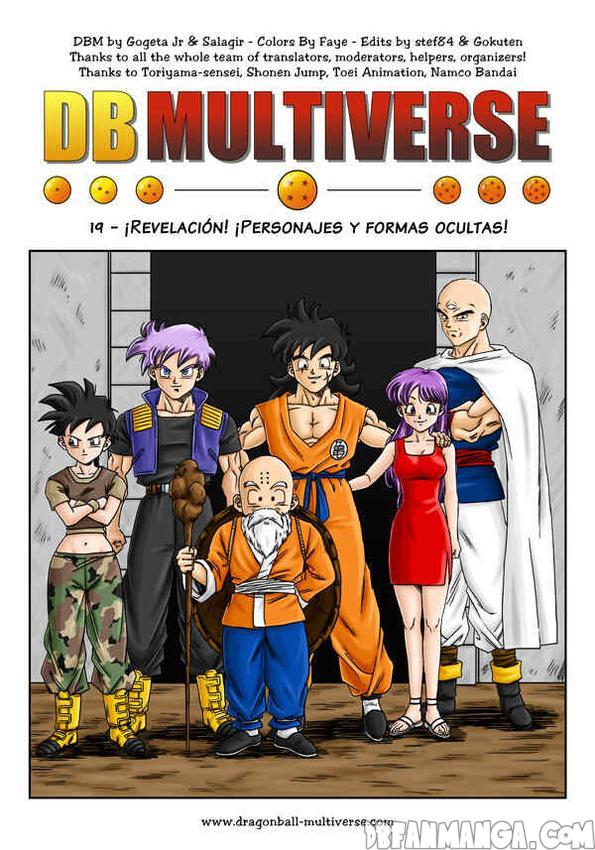 DBM by Gogeta Jr & Salagir - Colors By Faye - Edits by stef84 & Gokuten
Thanks to all the whole team of translators, moderators, helpers, organizers!
Thanks to Toriyama-sensei, Shonen Jump, Toei Animation, Namco Bandai
DB MULTIVERSE
19 - ¡REVELACIÓN! ¡PERSONAJES Y FORMAS OCULTAS!
www.dragonball-multiverse.com
DBFANMANGA.COM